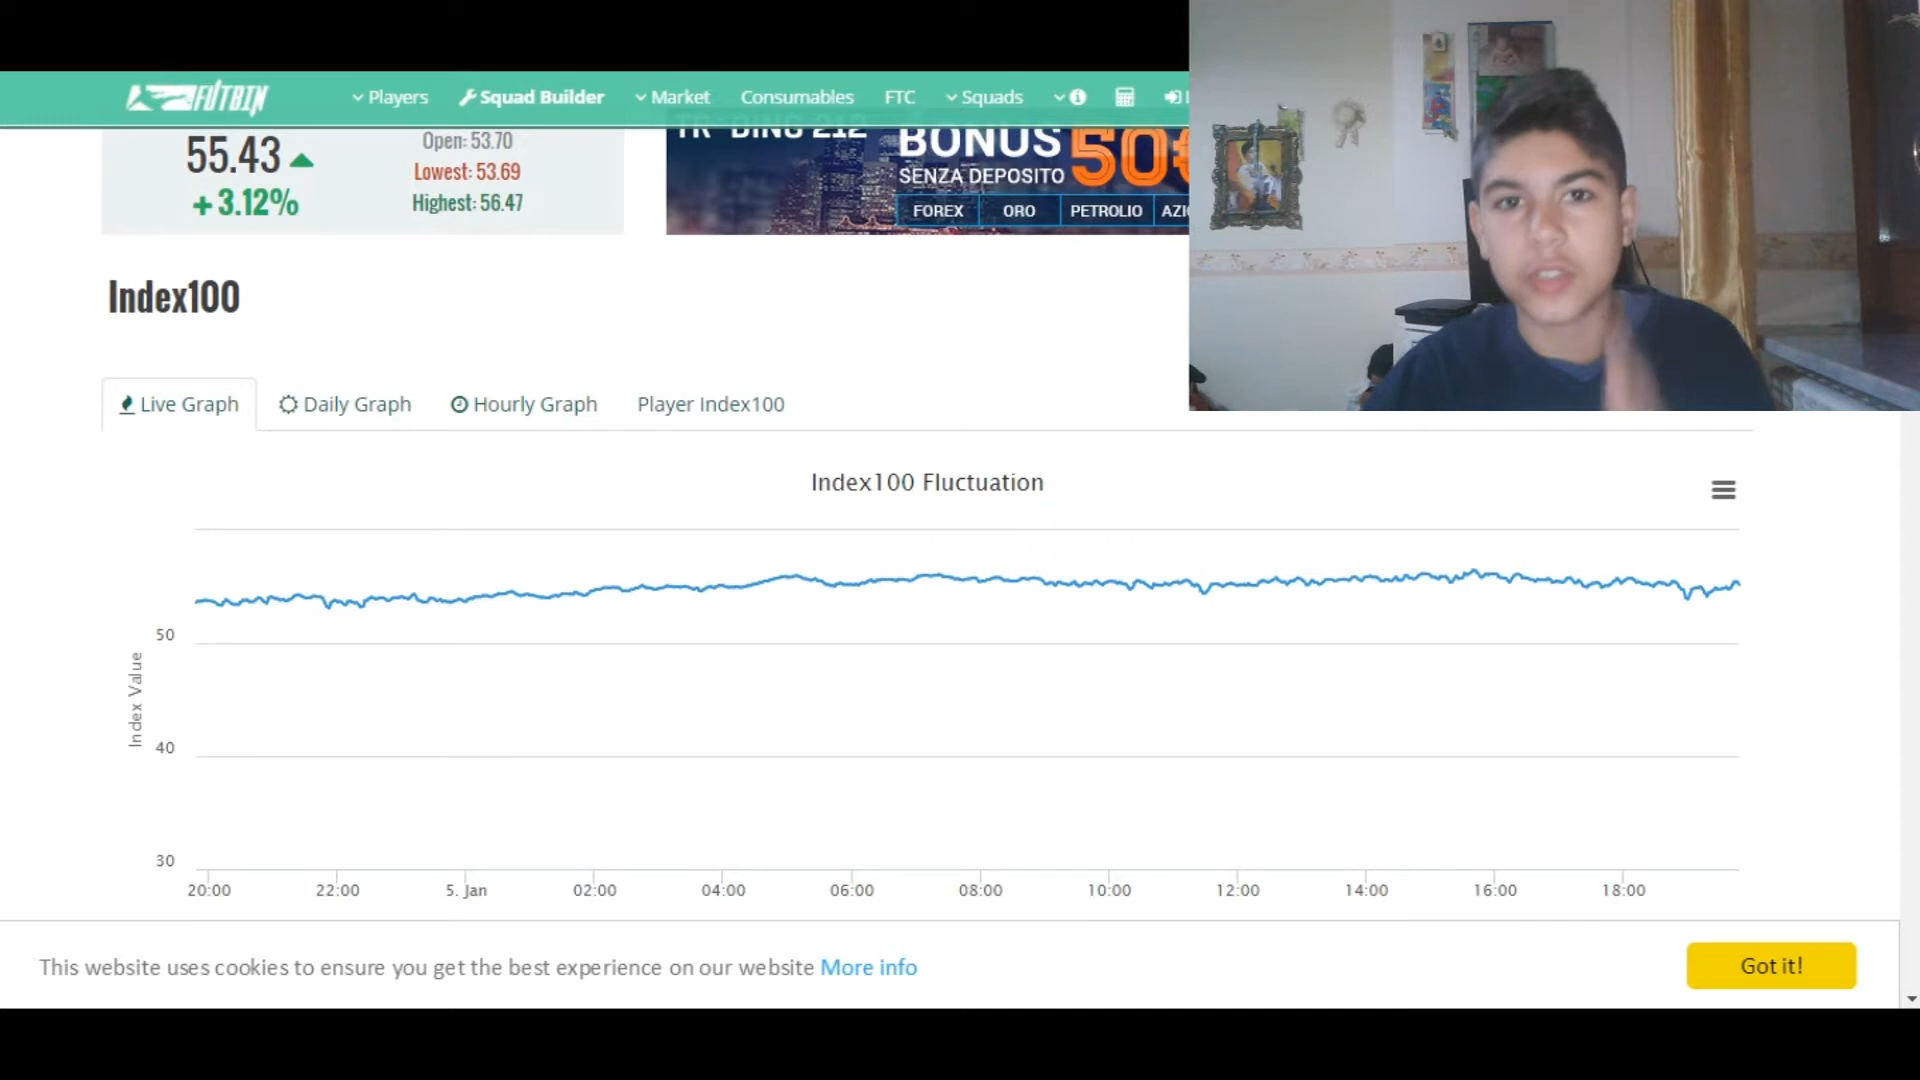 FUTBIN
Players Squad Builder Market Consumables FTC Squads
55.43
+3.12%
Open: 53.70
Lowest: 53.69
Highest: 56.47
212
BONUS 50€
SENZA DEPOSITO
FOREX ORO PETROLIO AZI
Index100
Live Graph Daily Graph Hourly Graph Player Index100
Index100 Fluctuation
Index Value
50
40
30
20:00 22:00 5. Jan 02:00 04:00 06:00 08:00 10:00 12:00 14:00 16:00 18:00
This website uses cookies to ensure you get the best experience on our website More info
Got it!